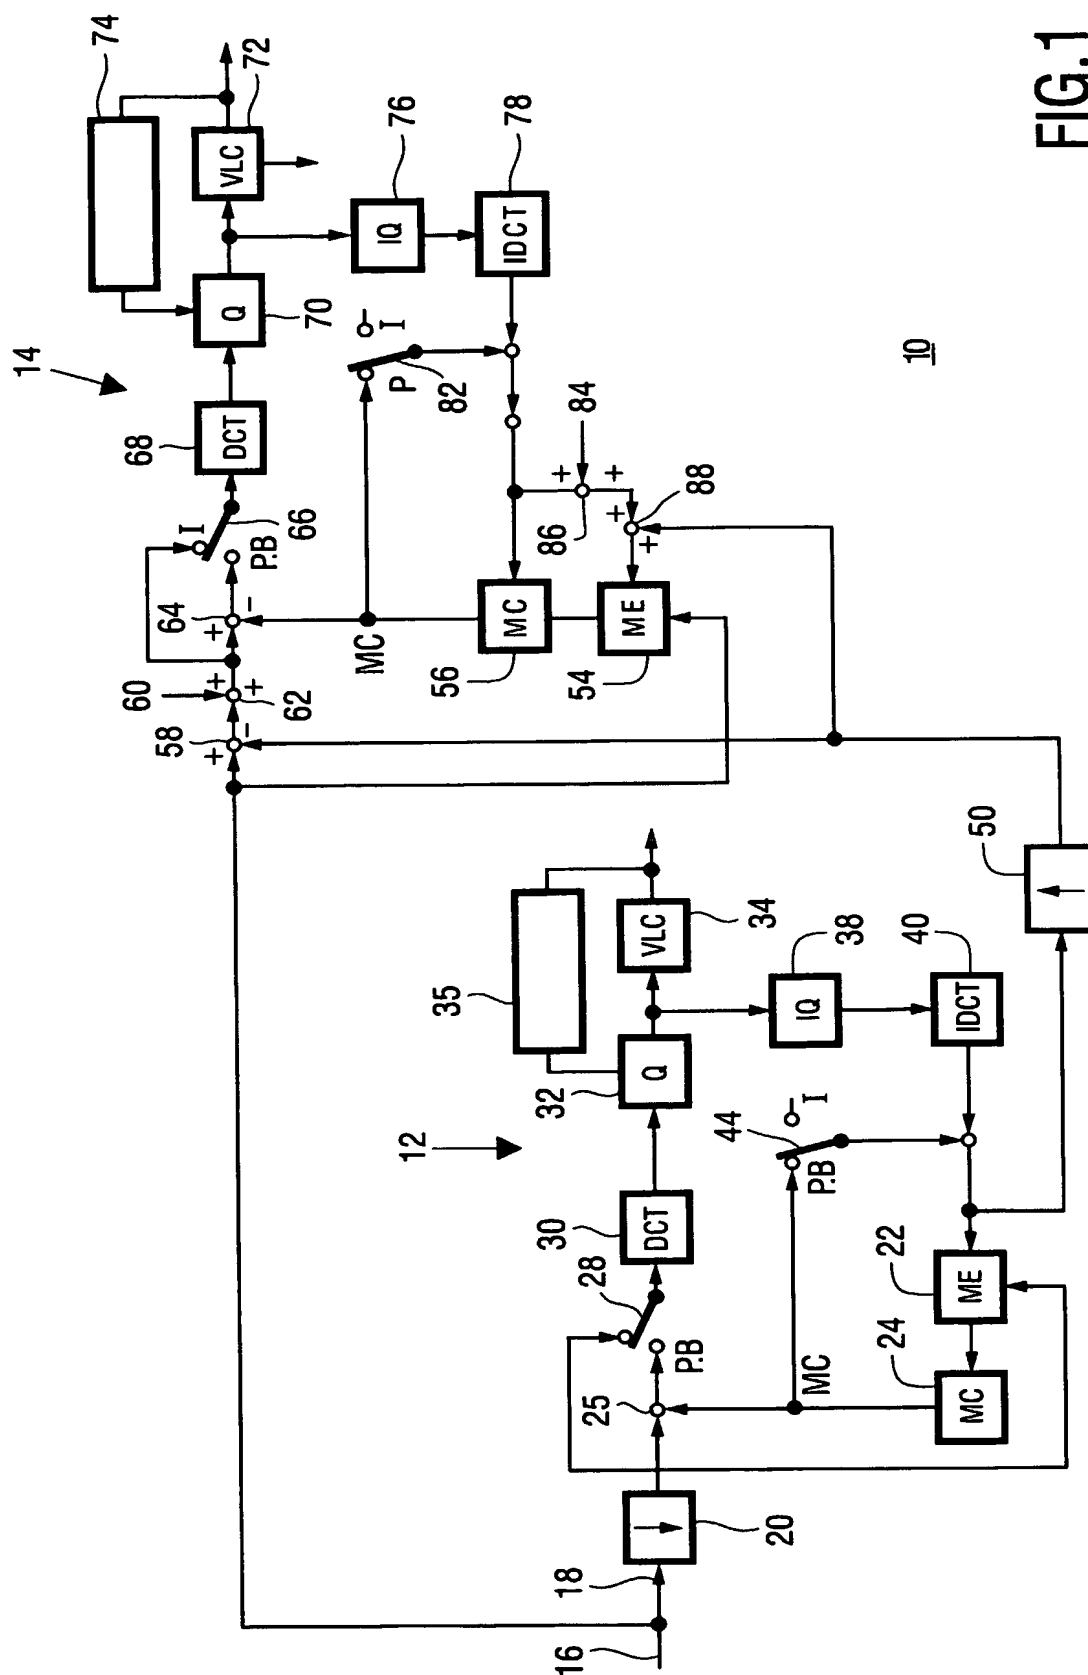 FIG.1
10
14
74
72
VLC
76
IQ
78
IDCT
Q
70
I
P
82
68
DCT
66
I
P.B
64
+
-
MC
60
+
+
62
58
+
-
MC
56
ME
54
84
+
+
86
+
+
88
50
12
35
VLC
34
38
IQ
40
IDCT
Q
32
44
I
P.B
30
DCT
28
P.B
25
MC
22
ME
24
MC
20
18
16